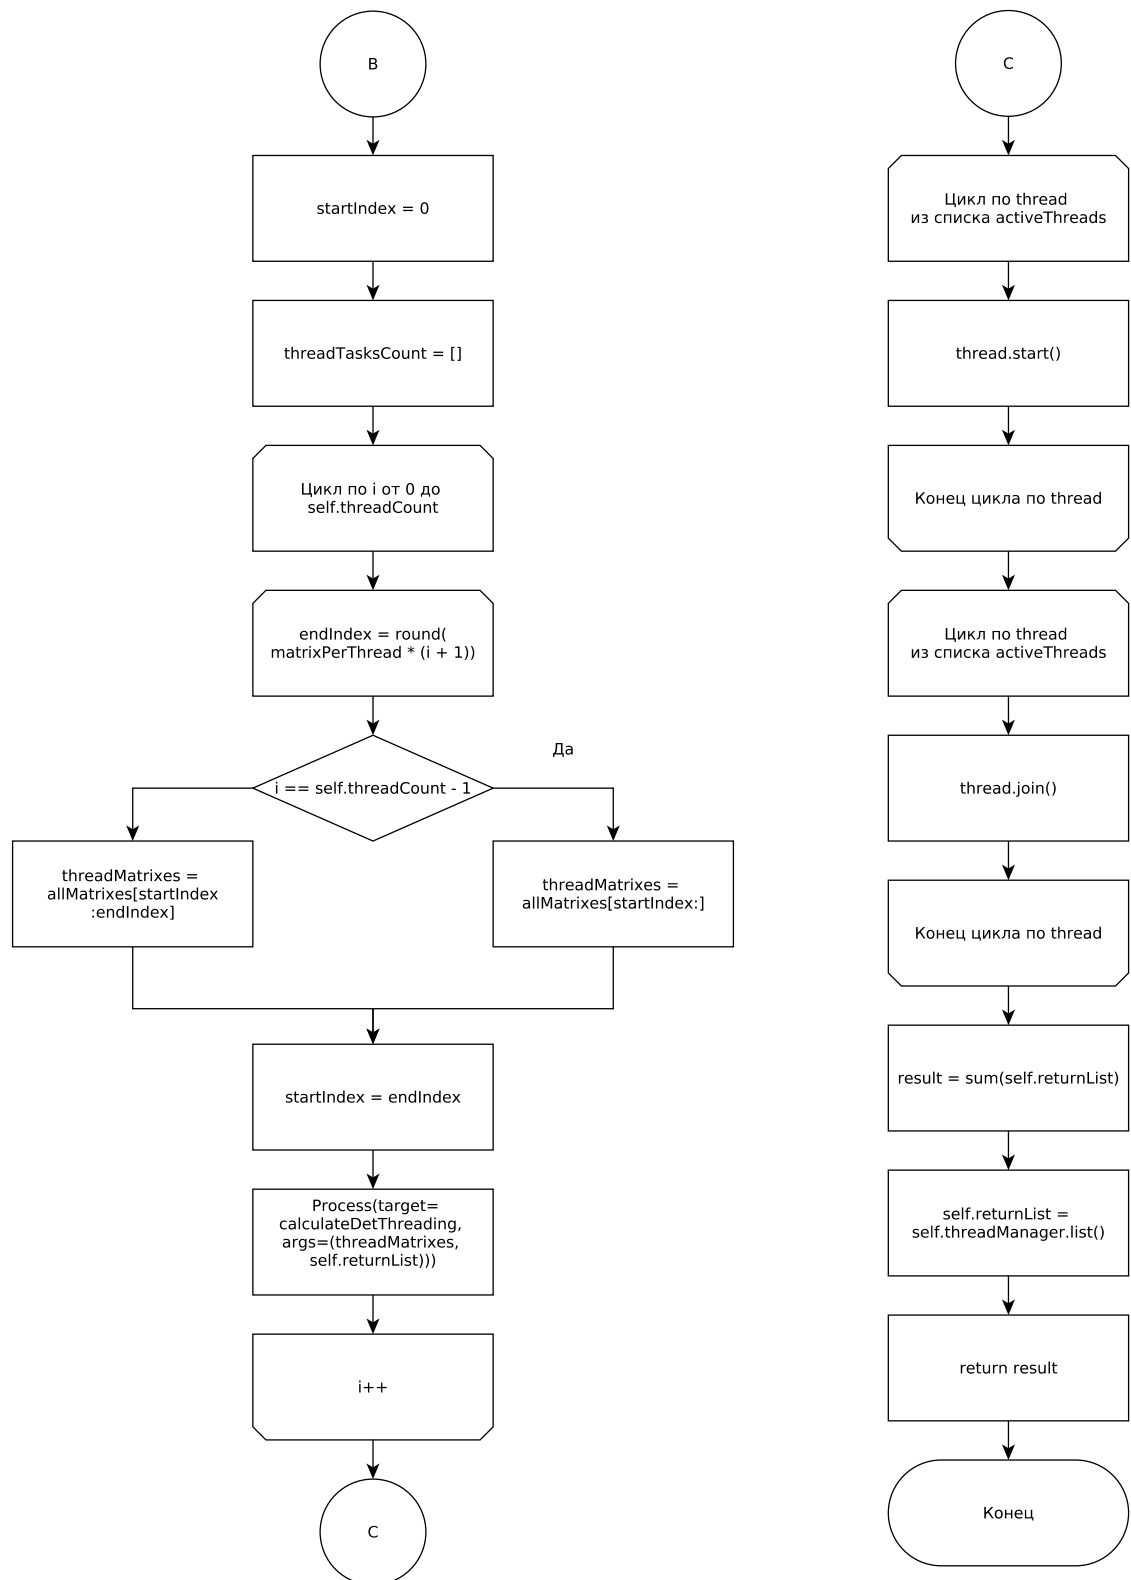 B
startIndex = 0
threadTasksCount = []
Цикл по i от 0 до
self.threadCount
endIndex = round(
matrixPerThread * (i + 1))
Да
i == self.threadCount - 1
threadMatrixes =
allMatrixes[startIndex
:endIndex]
threadMatrixes =
allMatrixes[startIndex:]
startIndex = endIndex
Process(target=
calculateDetThreading,
args=(threadMatrixes,
self.returnList)))
i++
C
C
Цикл по thread
из списка activeThreads
thread.start()
Конец цикла по thread
Цикл по thread
из списка activeThreads
thread.join()
Конец цикла по thread
result = sum(self.returnList)
self.returnList =
self.threadManager.list()
return result
Конец